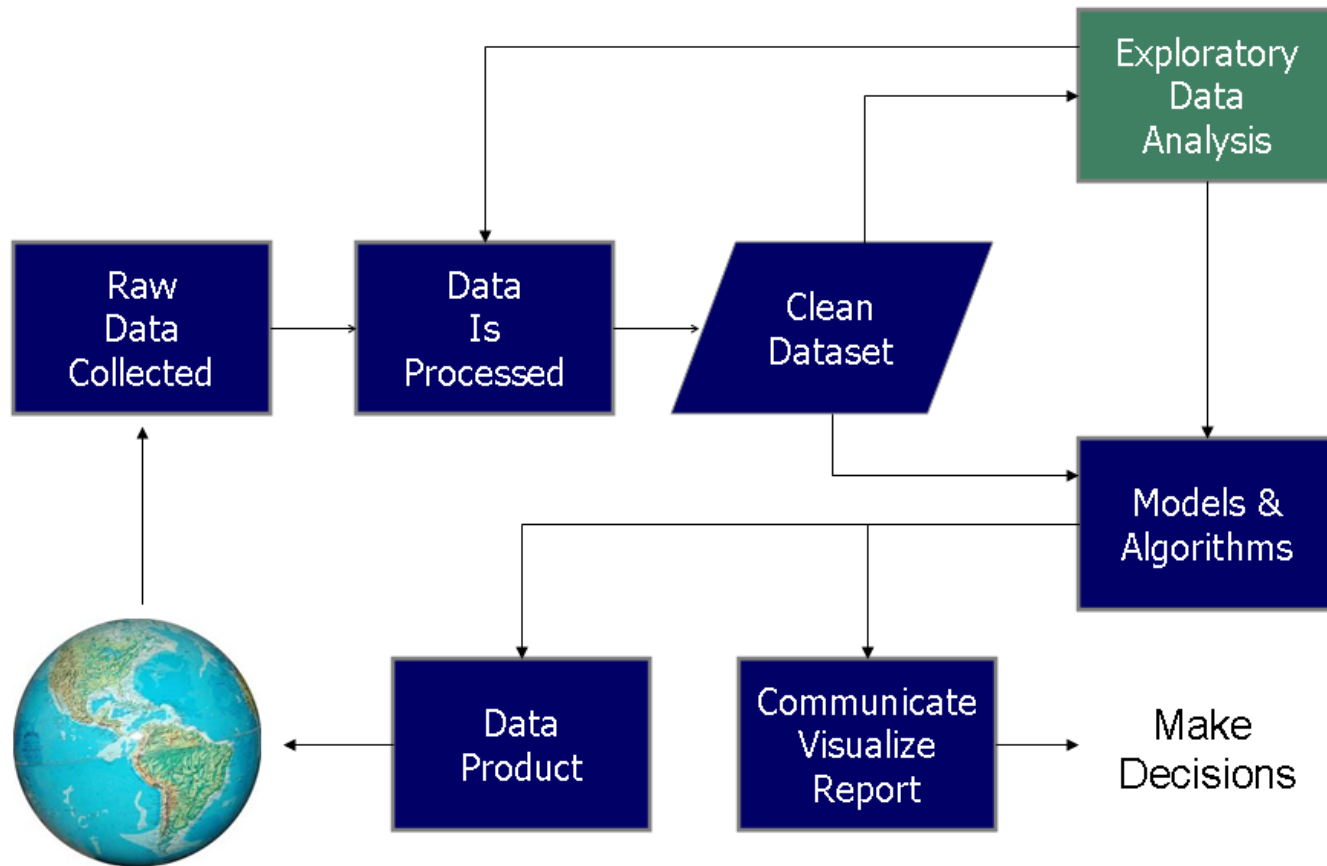 Exploratory
Data
Analysis
Raw
Data
Collected
Data
Is
Processed
Clean
Dataset
Models &
Algorithms
Data
Product
Communicate
Visualize
Report
Make
Decisions